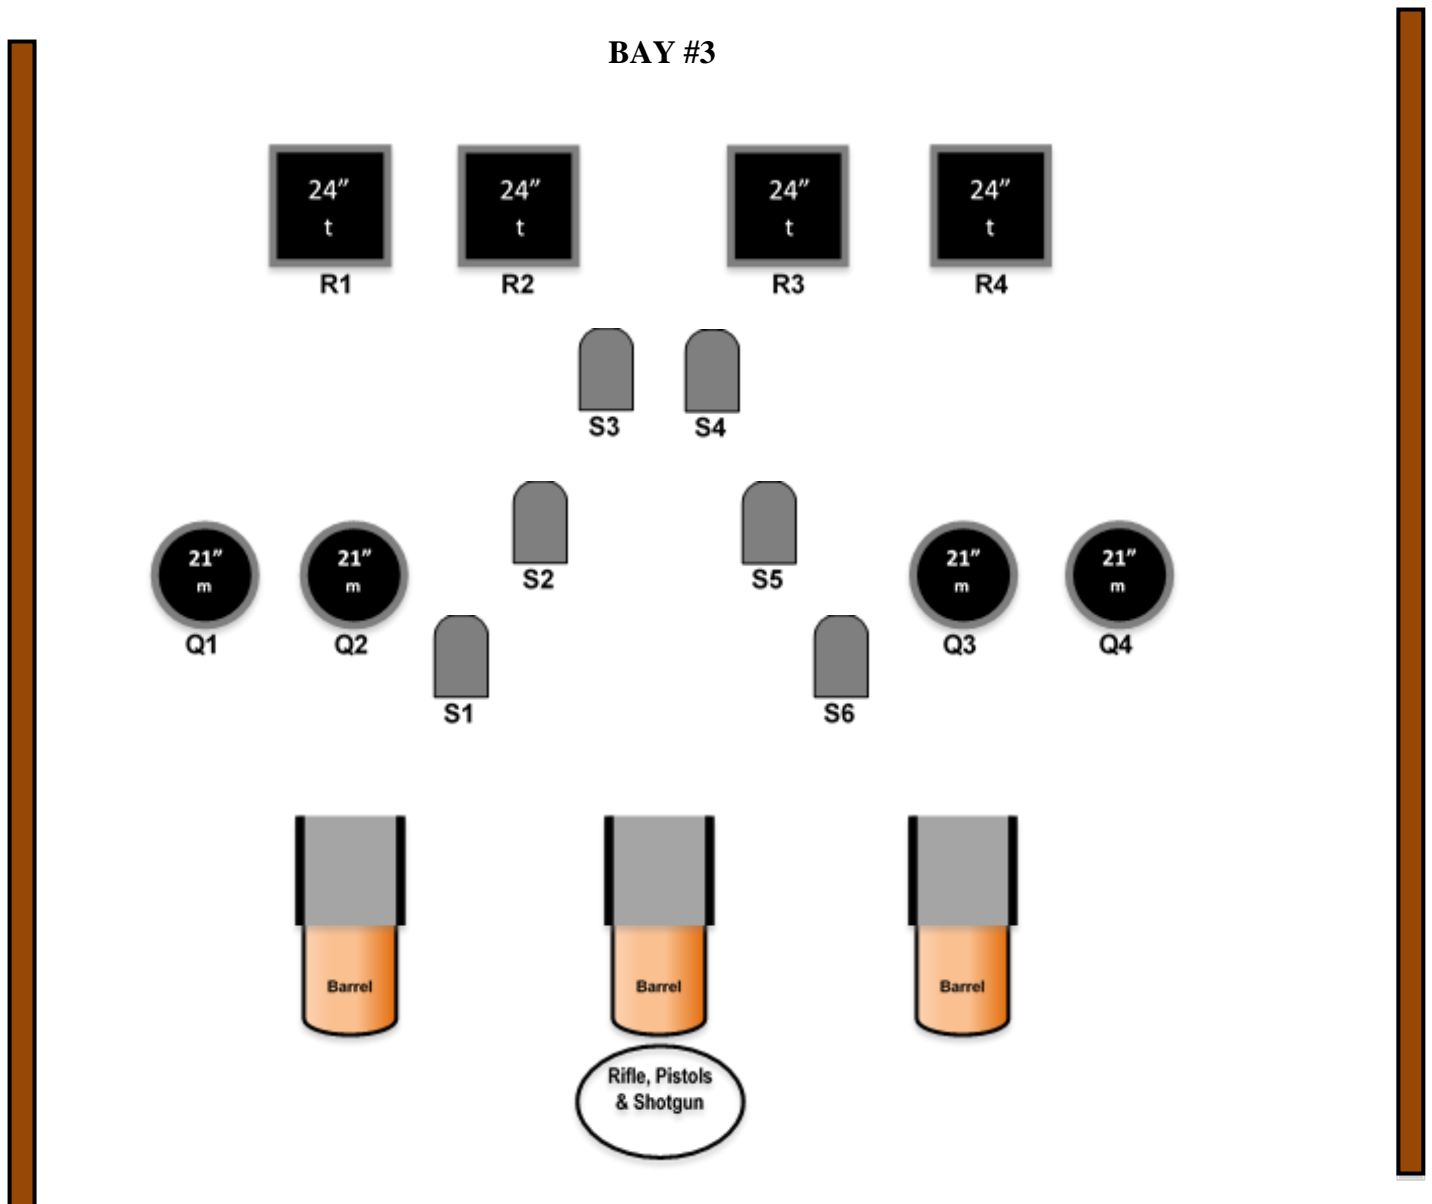 BAY #3
24” 24” 24” 24”
t t t t
R1 R2 R3 R4
S3 S4
S2 S5
21” 21” 21” 21”
m m m m
Q1 Q2 Q3 Q4
S1 S6
Barrel Barrel Barrel
Rifle, Pistols
& Shotgun